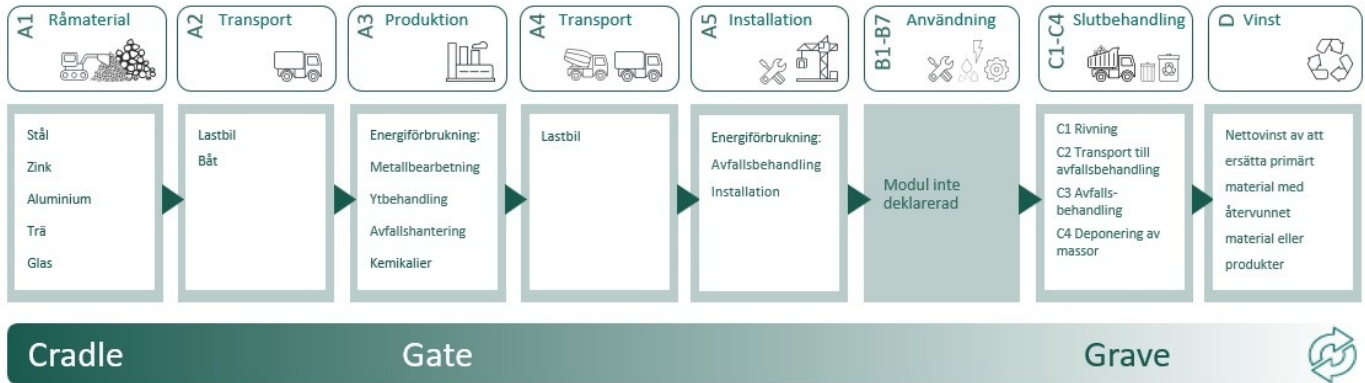 A1 Råmaterial
A2 Transport
A3 Produktion
A4 Transport
A5 Installation
B1-B7 Användning
C1-C4 Slutbehandling
D Vinst
Stål
Zink
Aluminium
Trä
Glas
Lastbil
Båt
Energiförbrukning:
Metallbearbetning
Ytbehandling
Avfallshantering
Kemikalier
Lastbil
Energiförbrukning:
Avfallsbehandling
Installation
Modul inte
deklarerad
C1 Rivning
C2 Transport till
avfallsbehandling
C3 Avfalls-
behandling
C4 Deponering av
massor
Nettovinst av att
ersätta primärt
material med
återvunnet
material eller
produkter
Cradle
Gate
Grave